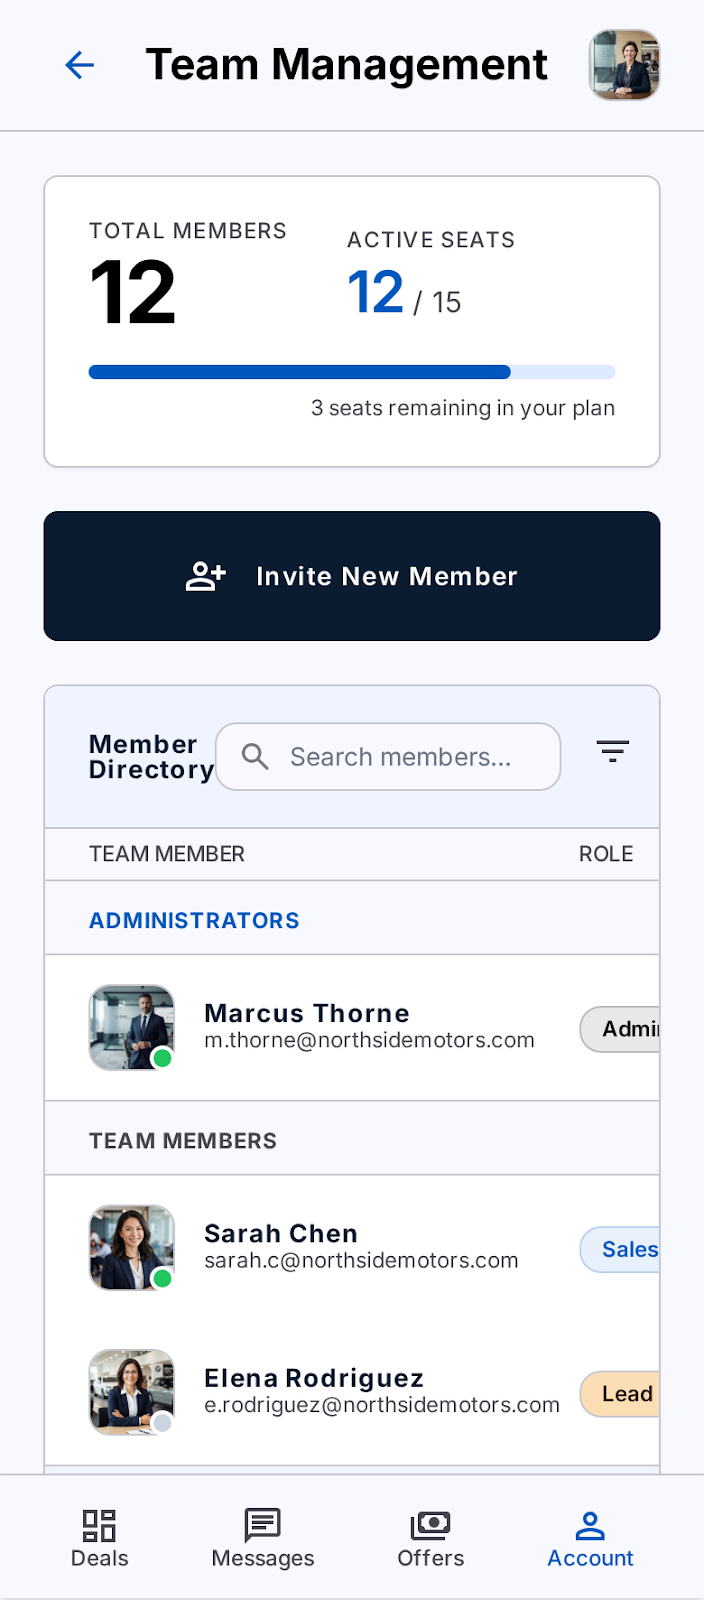 Team Management
TOTAL MEMBERS
12
ACTIVE SEATS
12 / 15
3 seats remaining in your plan
Invite New Member
Member
Directory
Search members...
TEAM MEMBER ROLE
ADMINISTRATORS
Marcus Thorne
m.thorne@northsidemotors.com
Admi
TEAM MEMBERS
Sarah Chen
sarah.c@northsidemotors.com
Sales
Elena Rodriguez
e.rodriguez@northsidemotors.com
Lead
Deals Messages Offers Account